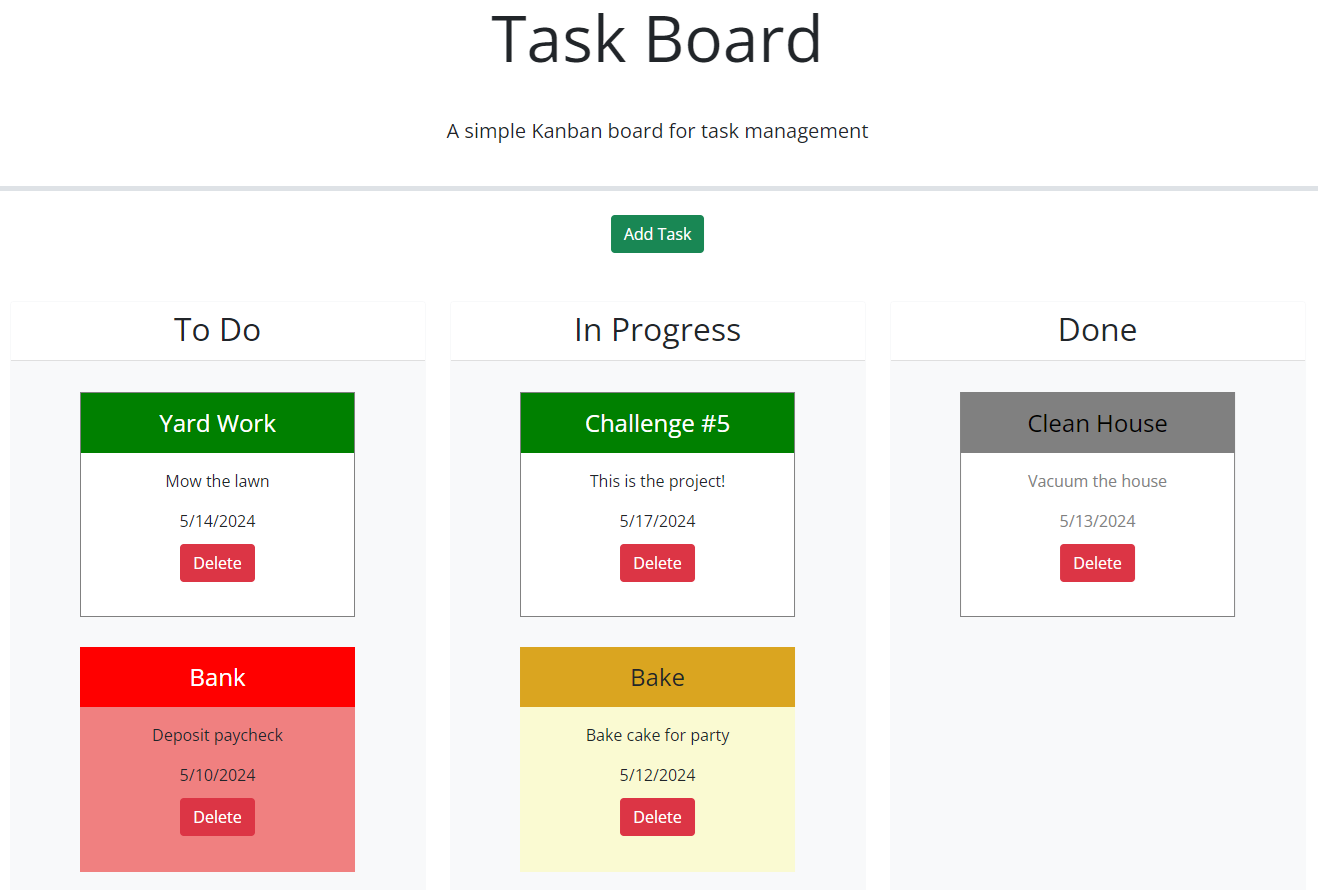 Task Board
A simple Kanban board for task management
Add Task
To Do
Yard Work
Mow the lawn
5/14/2024
Delete
Bank
Deposit paycheck
5/10/2024
Delete
In Progress
Challenge #5
This is the project!
5/17/2024
Delete
Bake
Bake cake for party
5/12/2024
Delete
Done
Clean House
Vacuum the house
5/13/2024
Delete